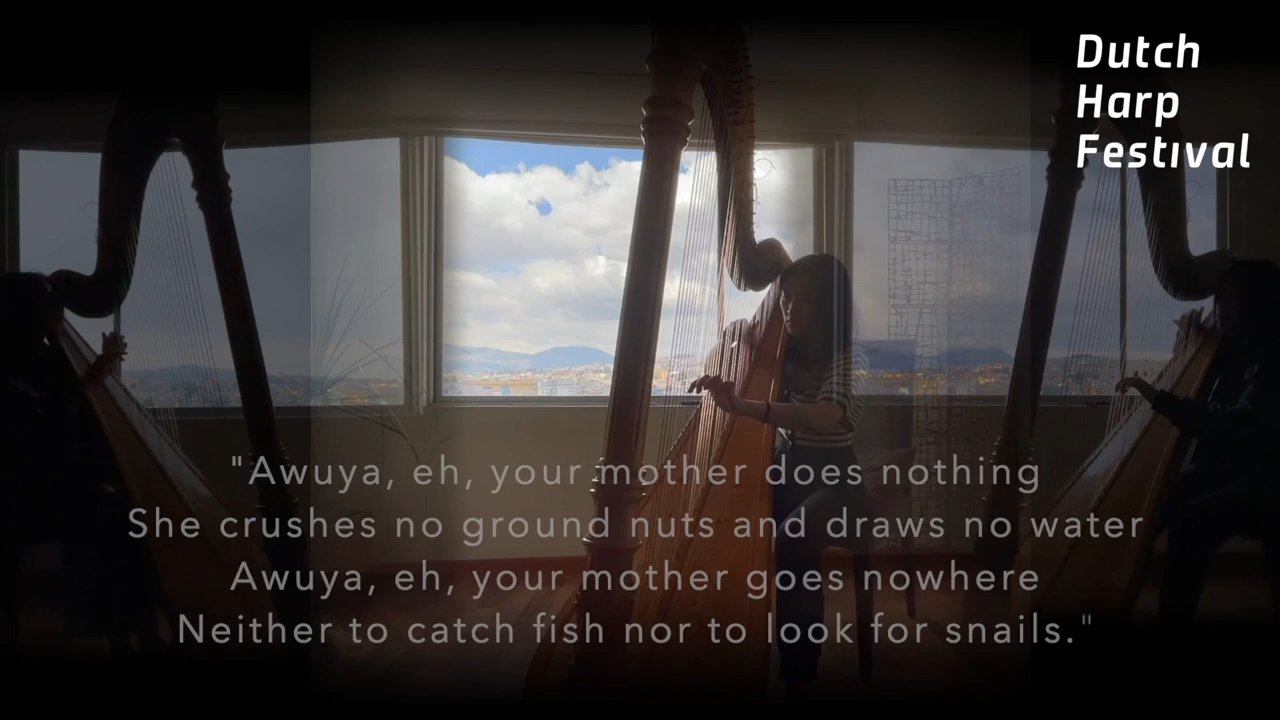 Dutch
Harp
Festival
"Awuya, eh, your mother does nothing
She crushes no ground nuts and draws no water
Awuya, eh, your mother goes nowhere
Neither to catch fish nor to look for snails."